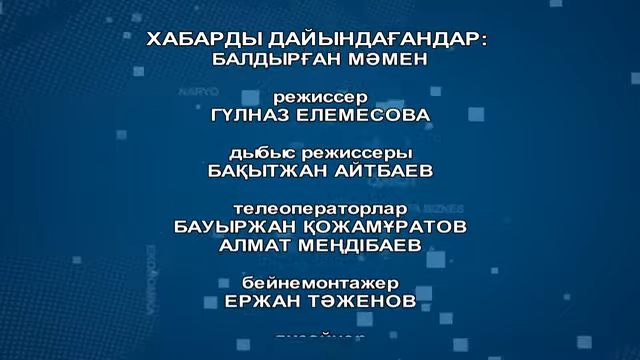 ХАБАРДЫ ДАЙЫНДАҒАНДАР:
БАЛДЫРҒАН МӘМЕН
режиссер
ГҮЛНАЗ ЕЛЕМЕСОВА
дыбыс режиссеры
БАҚЫТЖАН АЙТБАЕВ
телеоператорлар
БАУЫРЖАН ҚОЖАМҰРАТОВ
АЛМАТ МЕҢДІБАЕВ
бейнемонтажер
ЕРЖАН ТӘЖЕНОВ